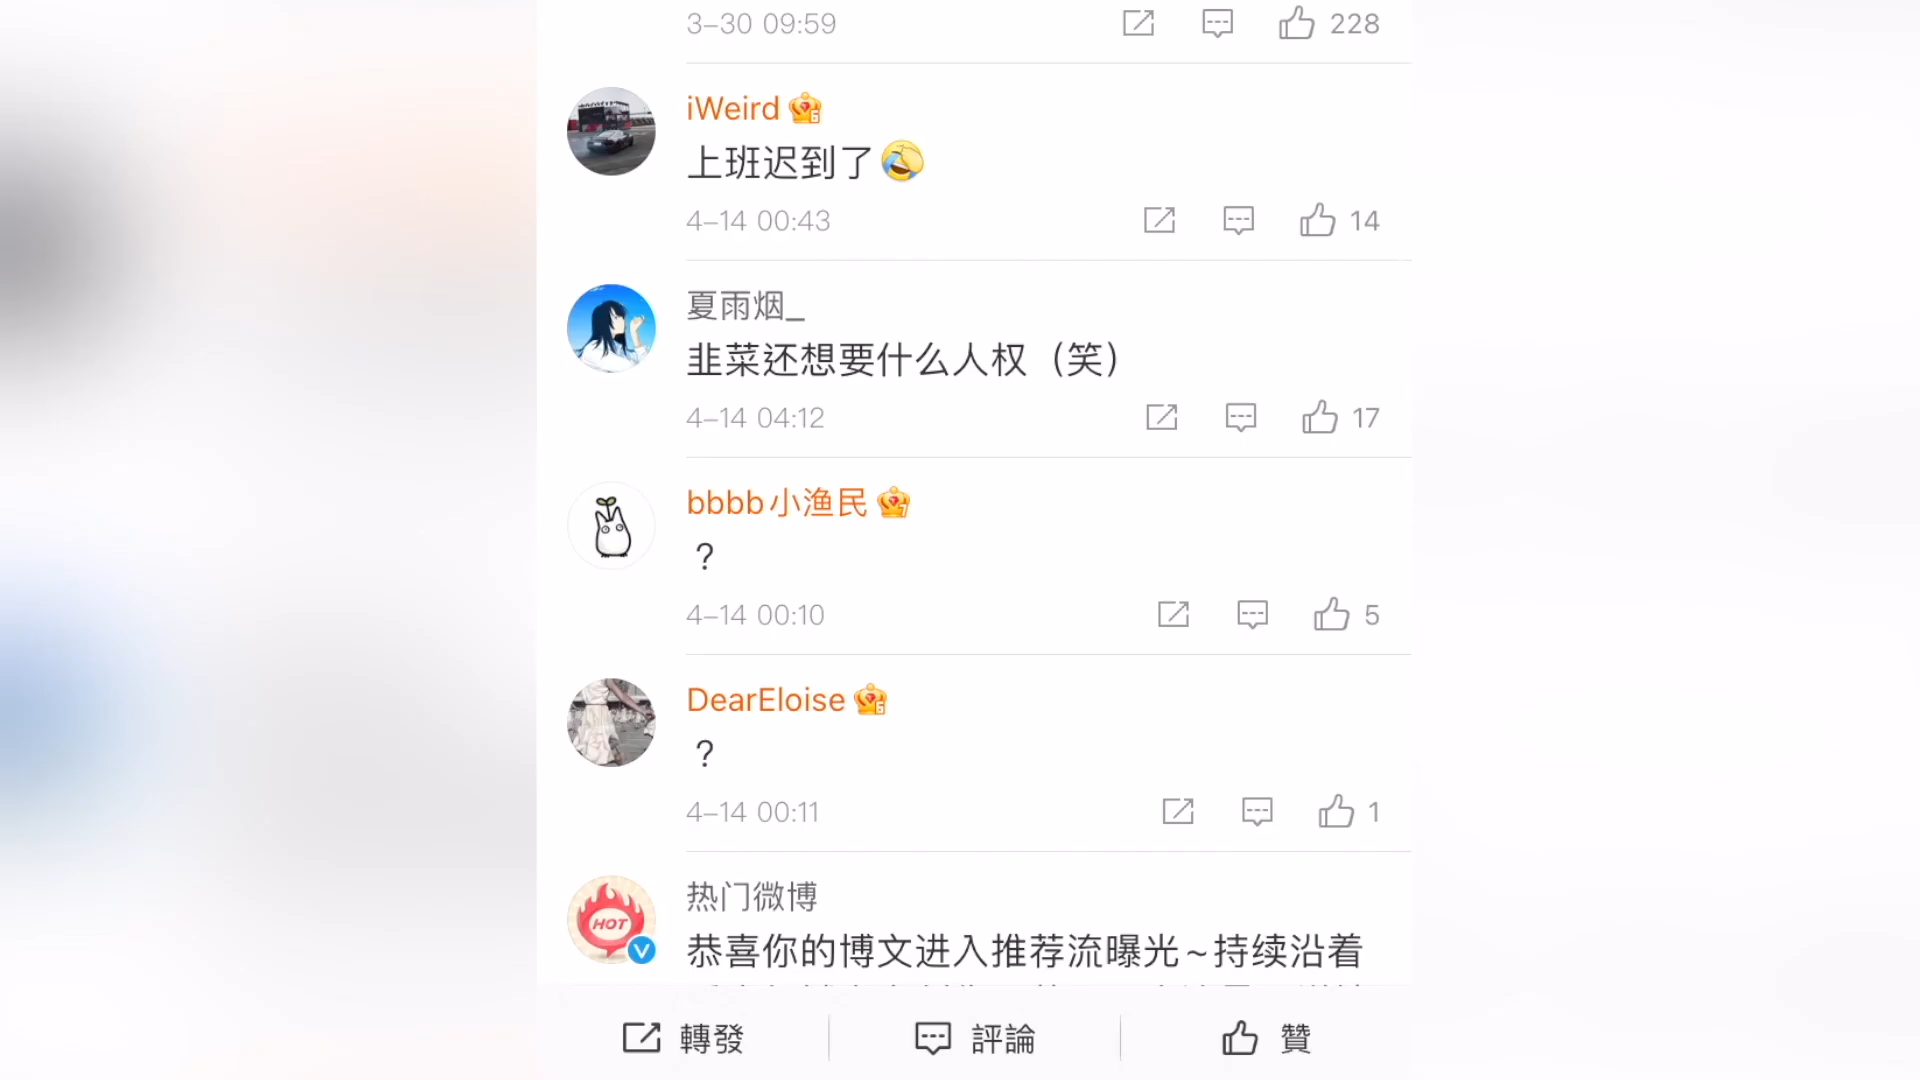 3-30 09:59
228
iWeird
上班迟到了
4-14 00:43
14
夏雨烟_
韭菜还想要什么人权（笑）
4-14 04:12
17
bbbb小渔民
？
4-14 00:10
5
DearEloise
？
4-14 00:11
1
热门微博
HOT
恭喜你的博文进入推荐流曝光~持续沿着
轉發
評論
贊